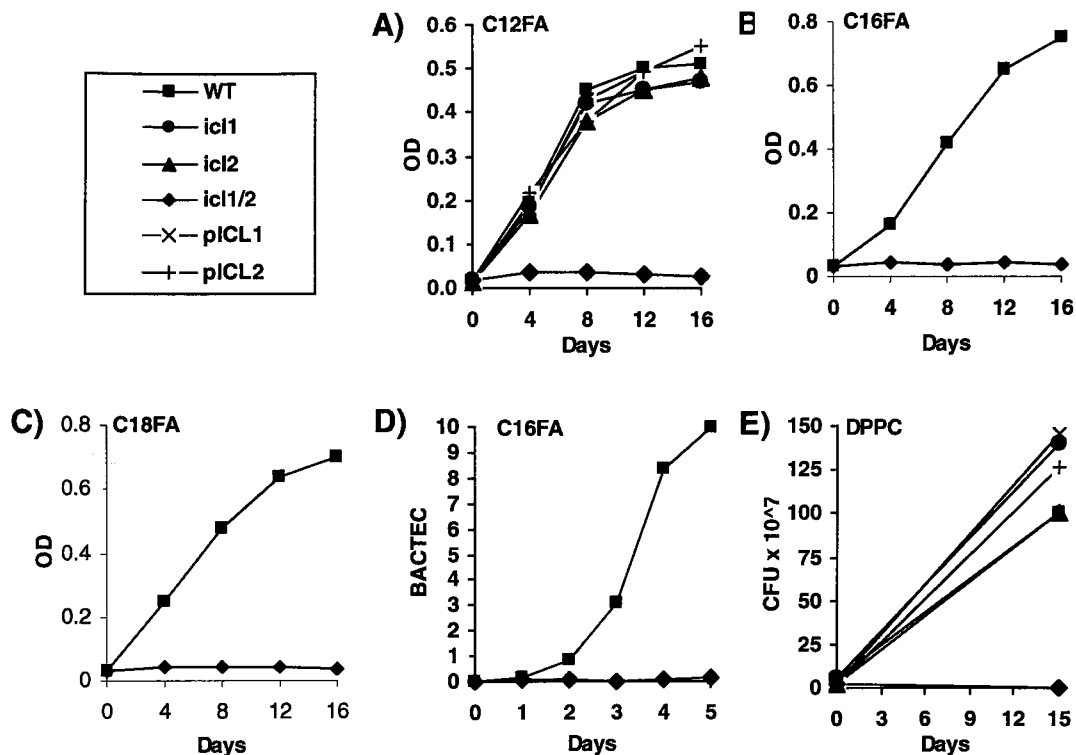 WT
icl1
icl2
icl1/2
pICL1
pICL2
A) C12FA
0.6
0.5
0.4
0.3
0.2
0.1
0.0
OD
0 4 8 12 16
Days
B C16FA
0.8
0.6
0.4
0.2
0
OD
0 4 8 12 16
Days
C) C18FA
0.8
0.6
0.4
0.2
0
OD
0 4 8 12 16
Days
D) C16FA
10
9
8
7
6
5
4
3
2
1
0
BACTEC
0 1 2 3 4 5
Days
E) DPPC
150
125
100
75
50
25
0
CFU x 10^7
0 3 6 9 12 15
Days